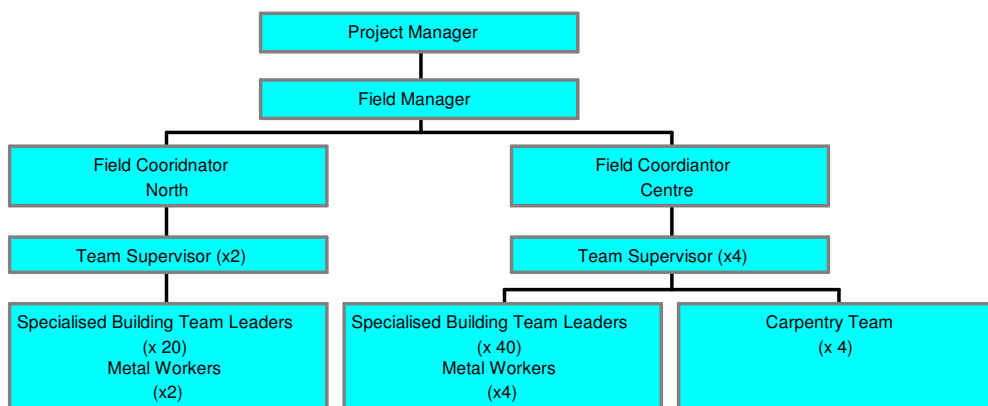 Project Manager
Field Manager
Field Cooridnator
North
Field Coordiantor
Centre
Team Supervisor (x2)
Team Supervisor (x4)
Specialised Building Team Leaders
(x 20)
Metal Workers
(x2)
Specialised Building Team Leaders
(x 40)
Metal Workers
(x4)
Carpentry Team
(x 4)